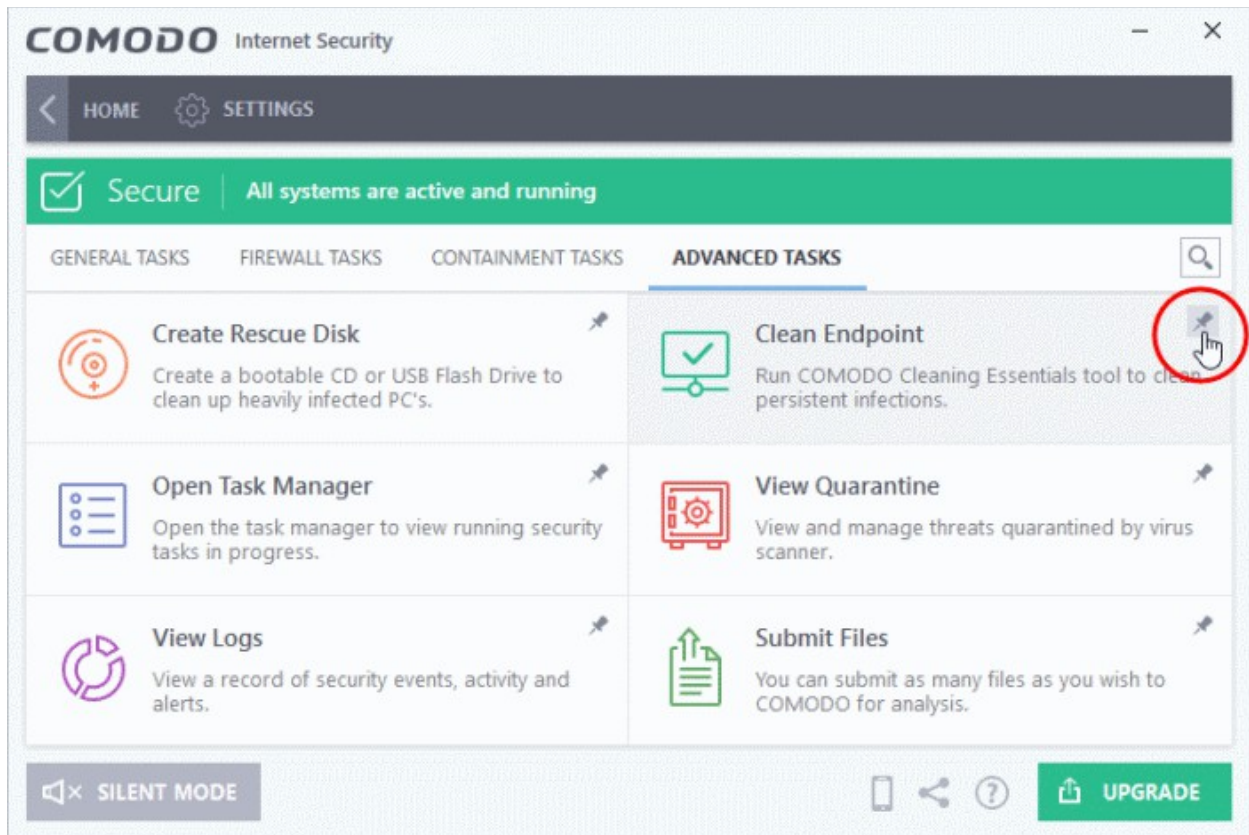 COMODO Internet Security
HOME SETTINGS
Secure All systems are active and running
GENERAL TASKS FIREWALL TASKS CONTAINMENT TASKS ADVANCED TASKS
Create Rescue Disk
Create a bootable CD or USB Flash Drive to
clean up heavily infected PC's.
Clean Endpoint
Run COMODO Cleaning Essentials tool to clean
persistent infections.
Open Task Manager
Open the task manager to view running security
tasks in progress.
View Quarantine
View and manage threats quarantined by virus
scanner.
View Logs
View a record of security events, activity and
alerts.
Submit Files
You can submit as many files as you wish to
COMODO for analysis.
SILENT MODE
UPGRADE